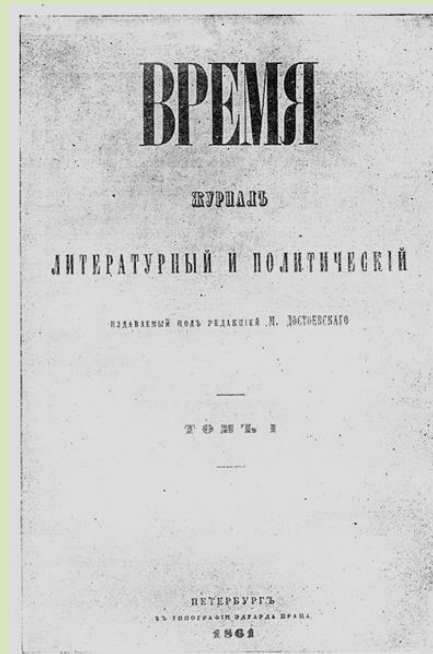 ВРЕМЯ
ЖУРНАЛЪ
ЛИТЕРАТУРНЫЙ И ПОЛИТИЧЕСКІЙ
ИЗДАВАЕМЫЙ ПОДЪ РЕДАКЦІЕЙ М. ДОСТОЕВСКАГО
ТОМЪ I
ПЕТЕРБУРГЪ
ВЪ ТИПОГРАФІИ ЭДУАРДА ПРАЦА
1861